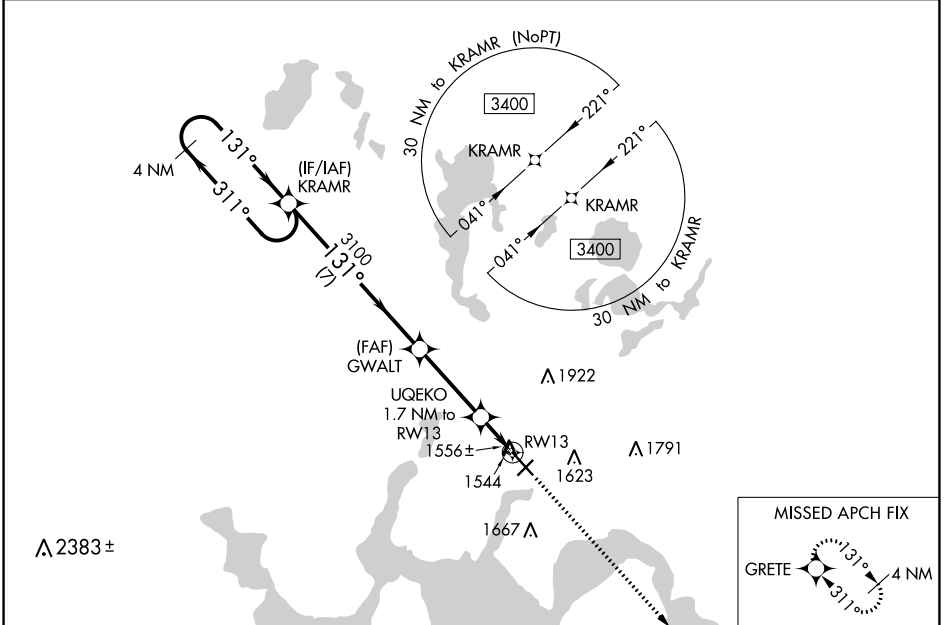 30 NM to KRAMR (NoPT)
3400
221°
KRAMR
041°
221°
KRAMR
041°
3400
30 NM to KRAMR
131°
4 NM
311°
(IF/IAF)
KRAMR
3100
131°
(7)
(FAF)
GWALT
1922
UQEKO
1.7 NM to
RW13
RW13
1556±
1544
1623
1791
1667
2383±
MISSED APCH FIX
GRETE
131°
4 NM
311°